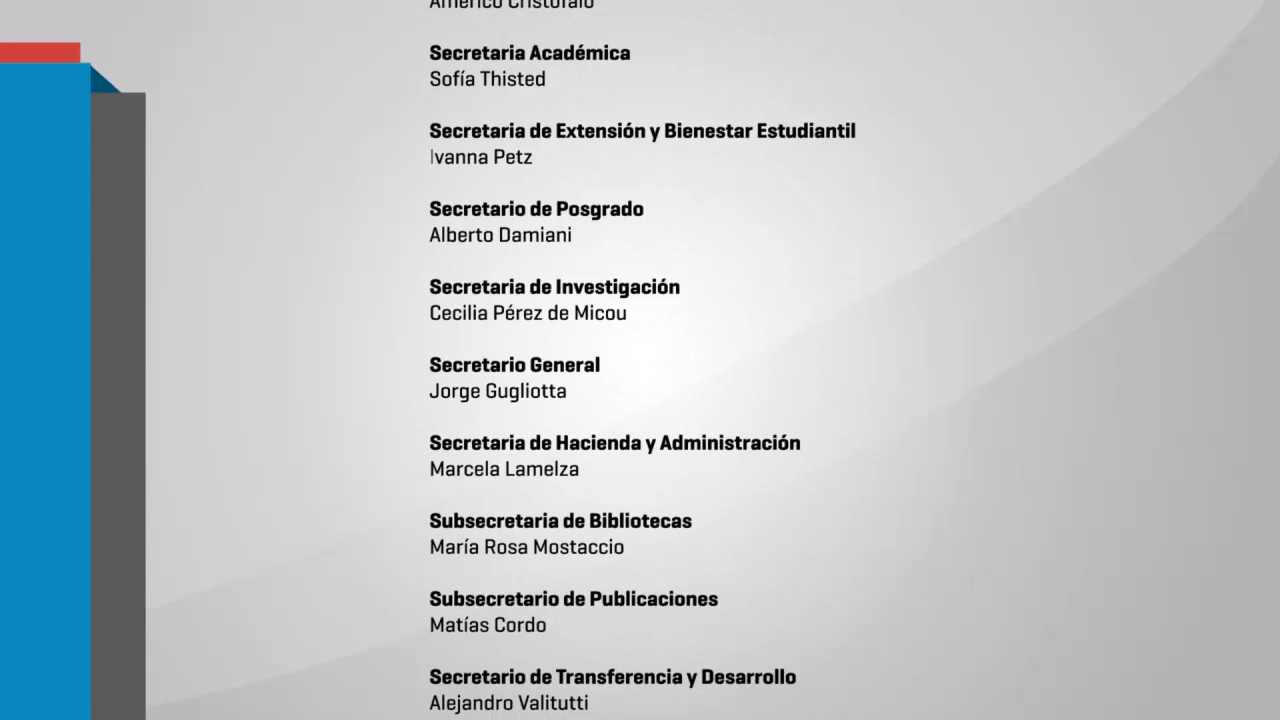 Américo Cristófalo
Secretaria Académica
Sofía Thisted
Secretaria de Extensión y Bienestar Estudiantil
Ivanna Petz
Secretario de Posgrado
Alberto Damiani
Secretaria de Investigación
Cecilia Pérez de Micou
Secretario General
Jorge Gugliotta
Secretaria de Hacienda y Administración
Marcela Lamelza
Subsecretaria de Bibliotecas
María Rosa Mostaccio
Subsecretario de Publicaciones
Matías Cordo
Secretario de Transferencia y Desarrollo
Alejandro Valitutti